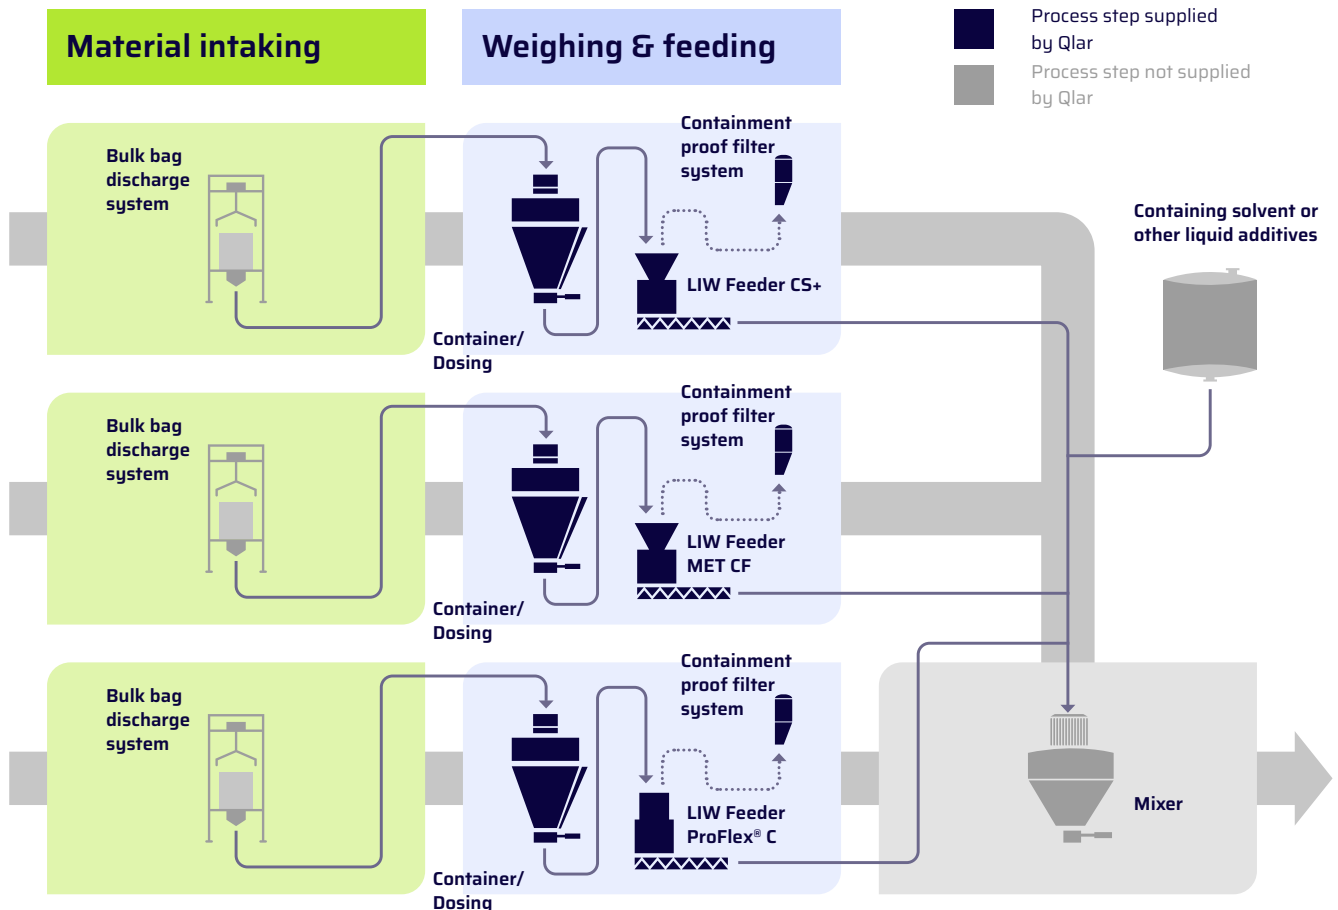 Material intaking
Weighing & feeding
Process step supplied
by Qlar
Process step not supplied
by Qlar
Bulk bag
discharge
system
Containment
proof filter
system
LIW Feeder CS+
Container/
Dosing
Containing solvent or
other liquid additives
Bulk bag
discharge
system
Containment
proof filter
system
LIW Feeder
MET CF
Container/
Dosing
Bulk bag
discharge
system
Containment
proof filter
system
LIW Feeder
ProFlex® C
Container/
Dosing
Mixer